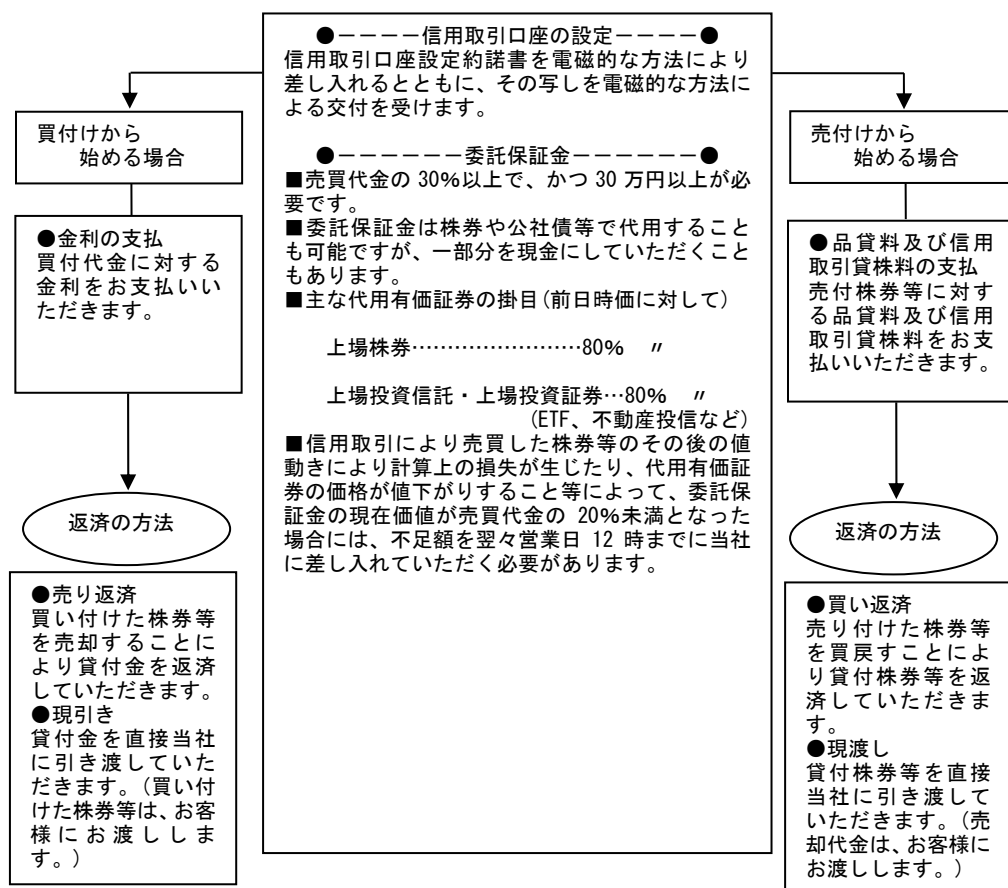 ●ーーーー信用取引口座の設定ーーーー●
信用取引口座設定約諾書を電磁的な方法により
差し入れるとともに、その写しを電磁的な方法に
よる交付を受けます。
●ーーーーーー委託保証金ーーーーーー●
■売買代金の 30%以上で、かつ 30 万円以上が必
要です。
■委託保証金は株券や公社債等で代用すること
も可能ですが、一部分を現金にしていただくこと
もあります。
■主な代用有価証券の掛目(前日時価に対して)
上場株券……………………80% 〃
上場投資信託・上場投資証券…80% 〃
(ETF、不動産投信など)
■信用取引により売買した株券等のその後の値
動きにより計算上の損失が生じたり、代用有価証
券の価格が値下がりすること等によって、委託保
証金の現在価値が売買代金の 20%未満となった
場合には、不足額を翌々営業日 12 時までに当社
に差し入れていただく必要があります。
買付けから
始める場合
●金利の支払
買付代金に対する
金利をお支払いい
ただきます。
返済の方法
●売り返済
買い付けた株券等
を売却することに
より貸付金を返済
していただきます。
●現引き
貸付金を直接当社
に引き渡していた
だきます。(買い付
けた株券等は、お客
様にお渡ししま
す。)
売付けから
始める場合
●品貸料及び信用
取引貸株料の支払
売付株券等に対す
る品貸料及び信用
取引貸株料をお支
払いいただきます。
返済の方法
●買い返済
売り付けた株券等
を買戻すことによ
り貸付株券等を返
済していただきま
す。
●現渡し
貸付株券等を直接
当社に引き渡して
いただきます。(売
却代金は、お客様に
お渡しします。)